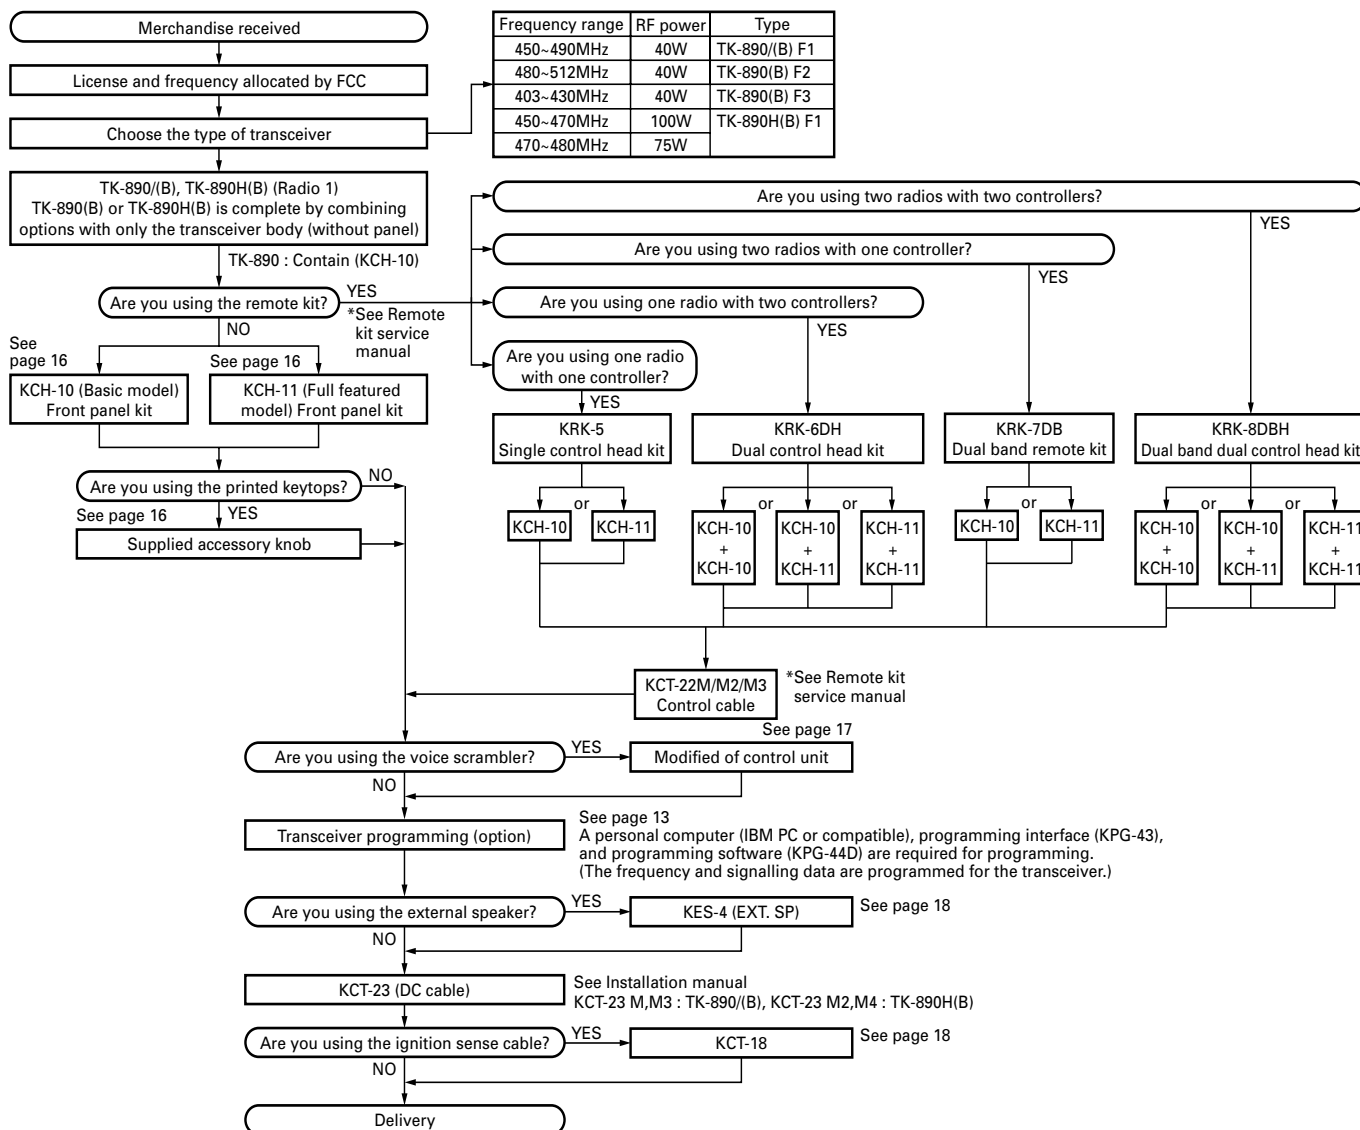 Merchandise received
License and frequency allocated by FCC
Choose the type of transceiver
Frequency range RF power Type
450~490MHz 40W TK-890/(B) F1
480~512MHz 40W TK-890(B) F2
403~430MHz 40W TK-890(B) F3
450~470MHz 100W TK-890H(B) F1
470~480MHz 75W
TK-890/(B), TK-890H(B) (Radio 1)
TK-890(B) or TK-890H(B) is complete by combining
options with only the transceiver body (without panel)
TK-890 : Contain (KCH-10)
Are you using the remote kit?
YES
*See Remote
kit service
manual
NO
Are you using two radios with two controllers?
YES
Are you using two radios with one controller?
YES
Are you using one radio with two controllers?
YES
Are you using one radio
with one controller?
YES
See
page 16
KCH-10 (Basic model)
Front panel kit
See page 16
KCH-11 (Full featured
model) Front panel kit
KRK-5
Single control head kit
KRK-6DH
Dual control head kit
KRK-7DB
Dual band remote kit
KRK-8DBH
Dual band dual control head kit
Are you using the printed keytops?
NO
YES
See page 16
Supplied accessory knob
KCH-10
or
KCH-11
KCH-10
+
KCH-10
or
KCH-10
+
KCH-11
or
KCH-11
+
KCH-11
KCH-10
or
KCH-11
KCH-10
+
KCH-10
or
KCH-10
+
KCH-11
or
KCH-11
+
KCH-11
KCT-22M/M2/M3
Control cable
*See Remote kit
service manual
Are you using the voice scrambler?
YES
See page 17
Modified of control unit
NO
Transceiver programming (option)
See page 13
A personal computer (IBM PC or compatible), programming interface (KPG-43),
and programming software (KPG-44D) are required for programming.
(The frequency and signalling data are programmed for the transceiver.)
Are you using the external speaker?
YES
KES-4 (EXT. SP)
See page 18
NO
KCT-23 (DC cable)
See Installation manual
KCT-23 M,M3 : TK-890/(B), KCT-23 M2,M4 : TK-890H(B)
Are you using the ignition sense cable?
YES
KCT-18
See page 18
NO
Delivery